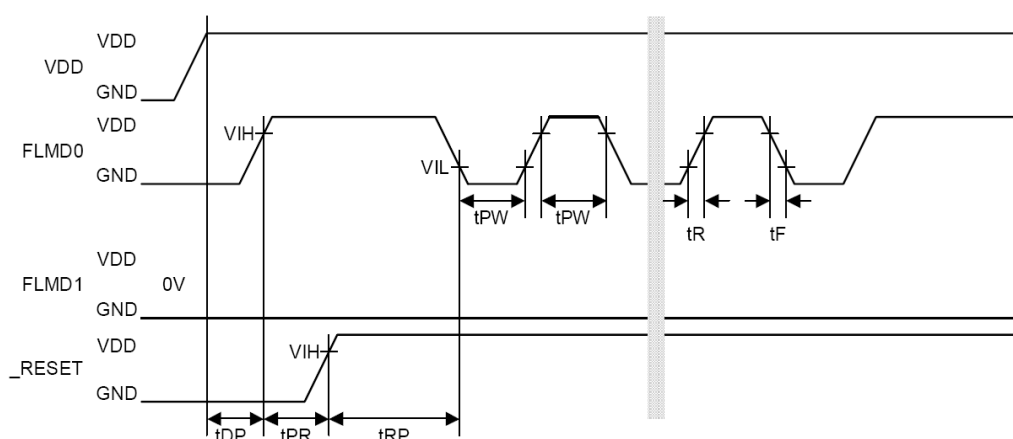 VDD
VDD
GND
VDD
VIH
FLMD0
VIL
GND
tPW
tPW
tR
tF
VDD
FLMD1
0V
GND
VDD
VIH
_RESET
GND
tDP
tPR
tRP